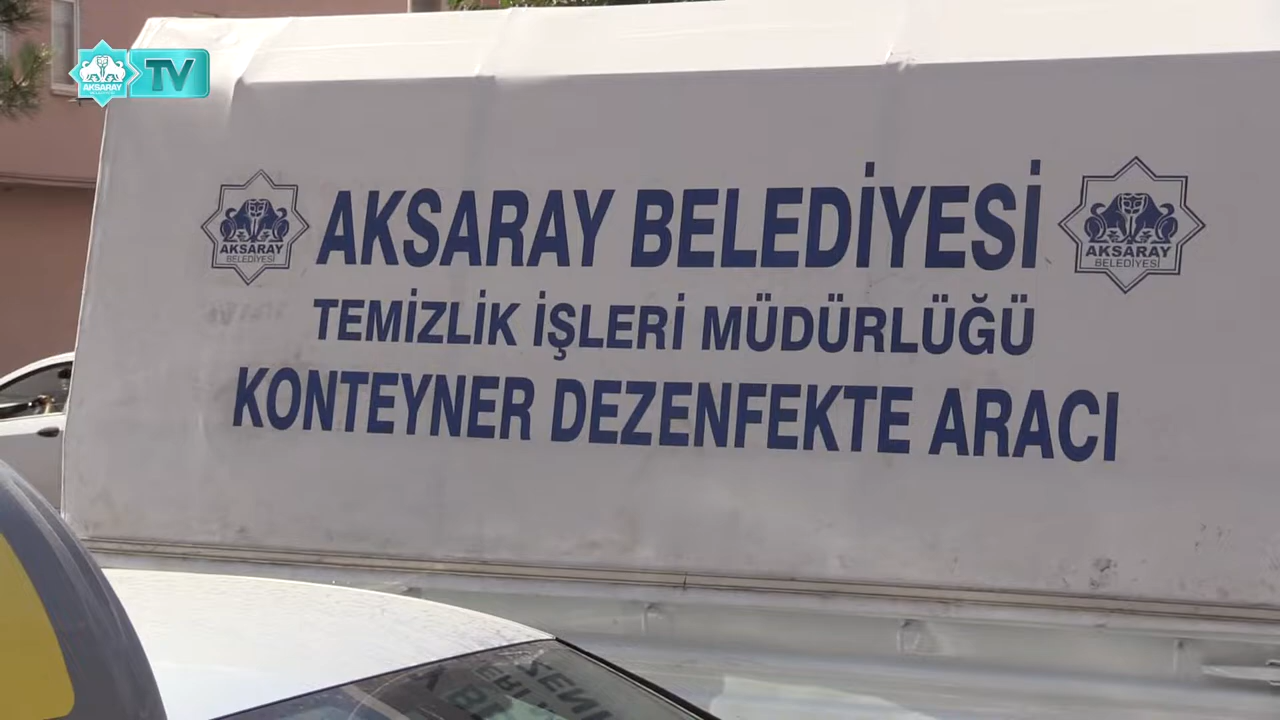 AKSARAY
TV
AKSARAY BELEDİYESİ
AKSARAY
BELEDİYESİ
AKSARAY
BELEDİYESİ
TEMİZLİK İŞLERİ MÜDÜRLÜĞÜ
KONTEYNER DEZENFEKTE ARACI